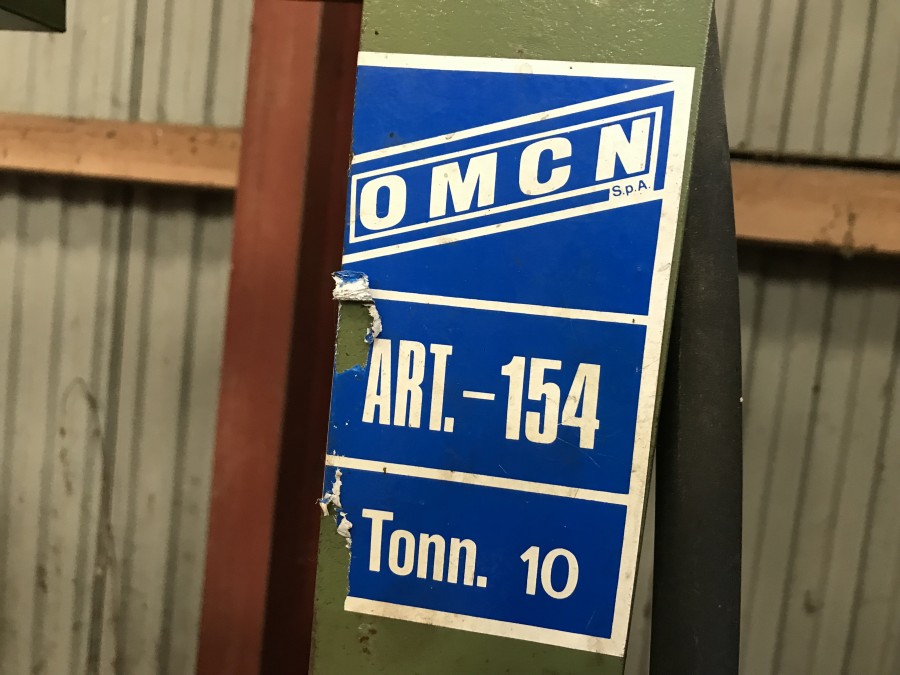 OMCN
S.p.A.
ART.-154
Tonn. 10